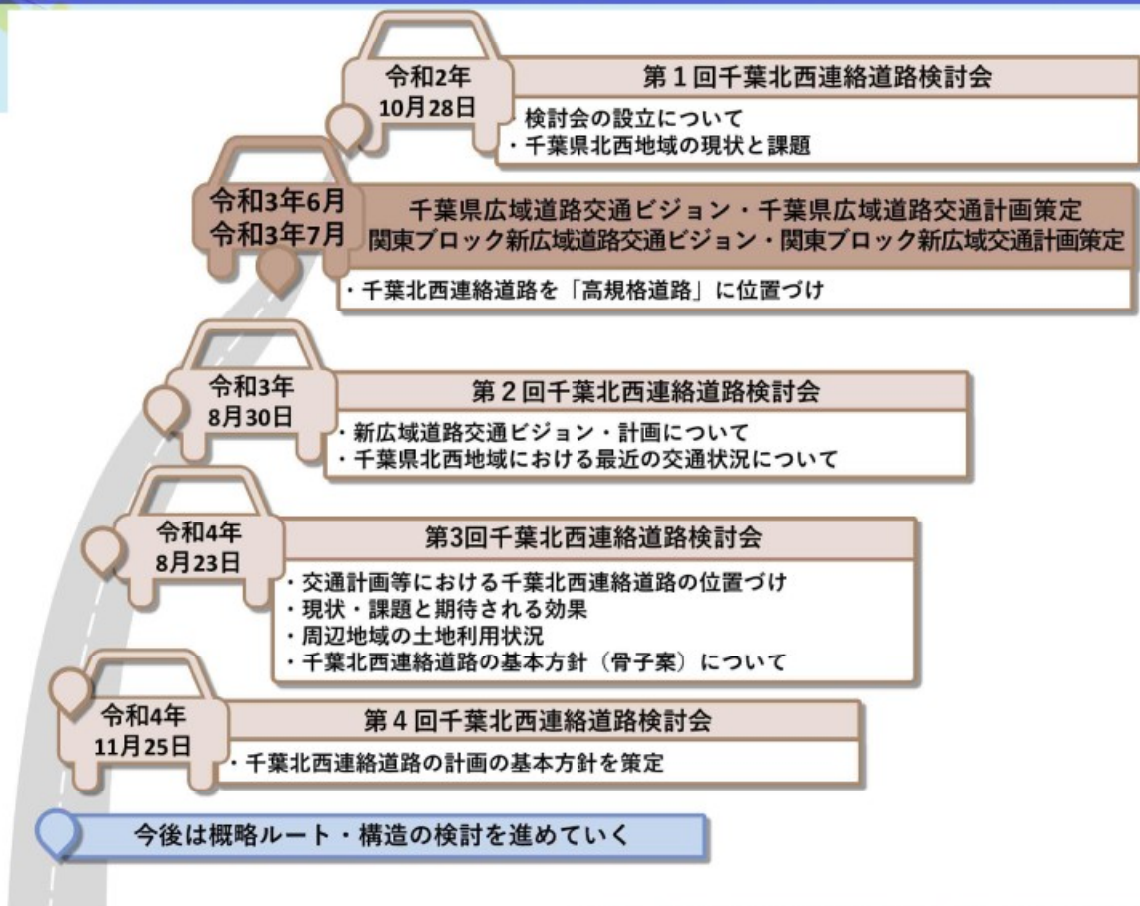 令和2年
10月28日
第1回千葉北西連絡道路検討会
・検討会の設立について
・千葉県北西地域の現状と課題
令和3年6月
令和3年7月
千葉県広域道路交通ビジョン・千葉県広域道路交通計画策定
関東ブロック新広域道路交通ビジョン・関東ブロック新広域交通計画策定
・千葉北西連絡道路を「高規格道路」に位置づけ
令和3年
8月30日
第2回千葉北西連絡道路検討会
・新広域道路交通ビジョン・計画について
・千葉県北西地域における最近の交通状況について
令和4年
8月23日
第3回千葉北西連絡道路検討会
・交通計画等における千葉北西連絡道路の位置づけ
・現状・課題と期待される効果
・周辺地域の土地利用状況
・千葉北西連絡道路の基本方針（骨子案）について
令和4年
11月25日
第4回千葉北西連絡道路検討会
・千葉北西連絡道路の計画の基本方針を策定
今後は概略ルート・構造の検討を進めていく